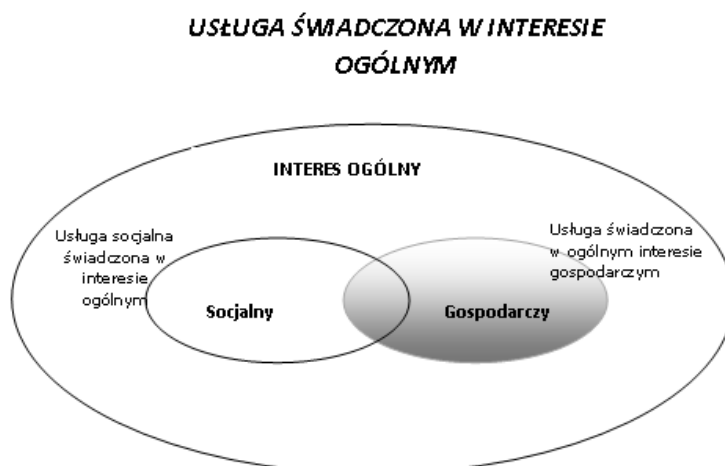 USŁUGA ŚWIADCZONA W INTERESIE
OGÓLNYM
INTERES OGÓLNY
Usługa socjalna
świadczona w
interesie
ogólnym
Usługa świadczona
w ogólnym interesie
gospodarczym
Socjalny
Gospodarczy